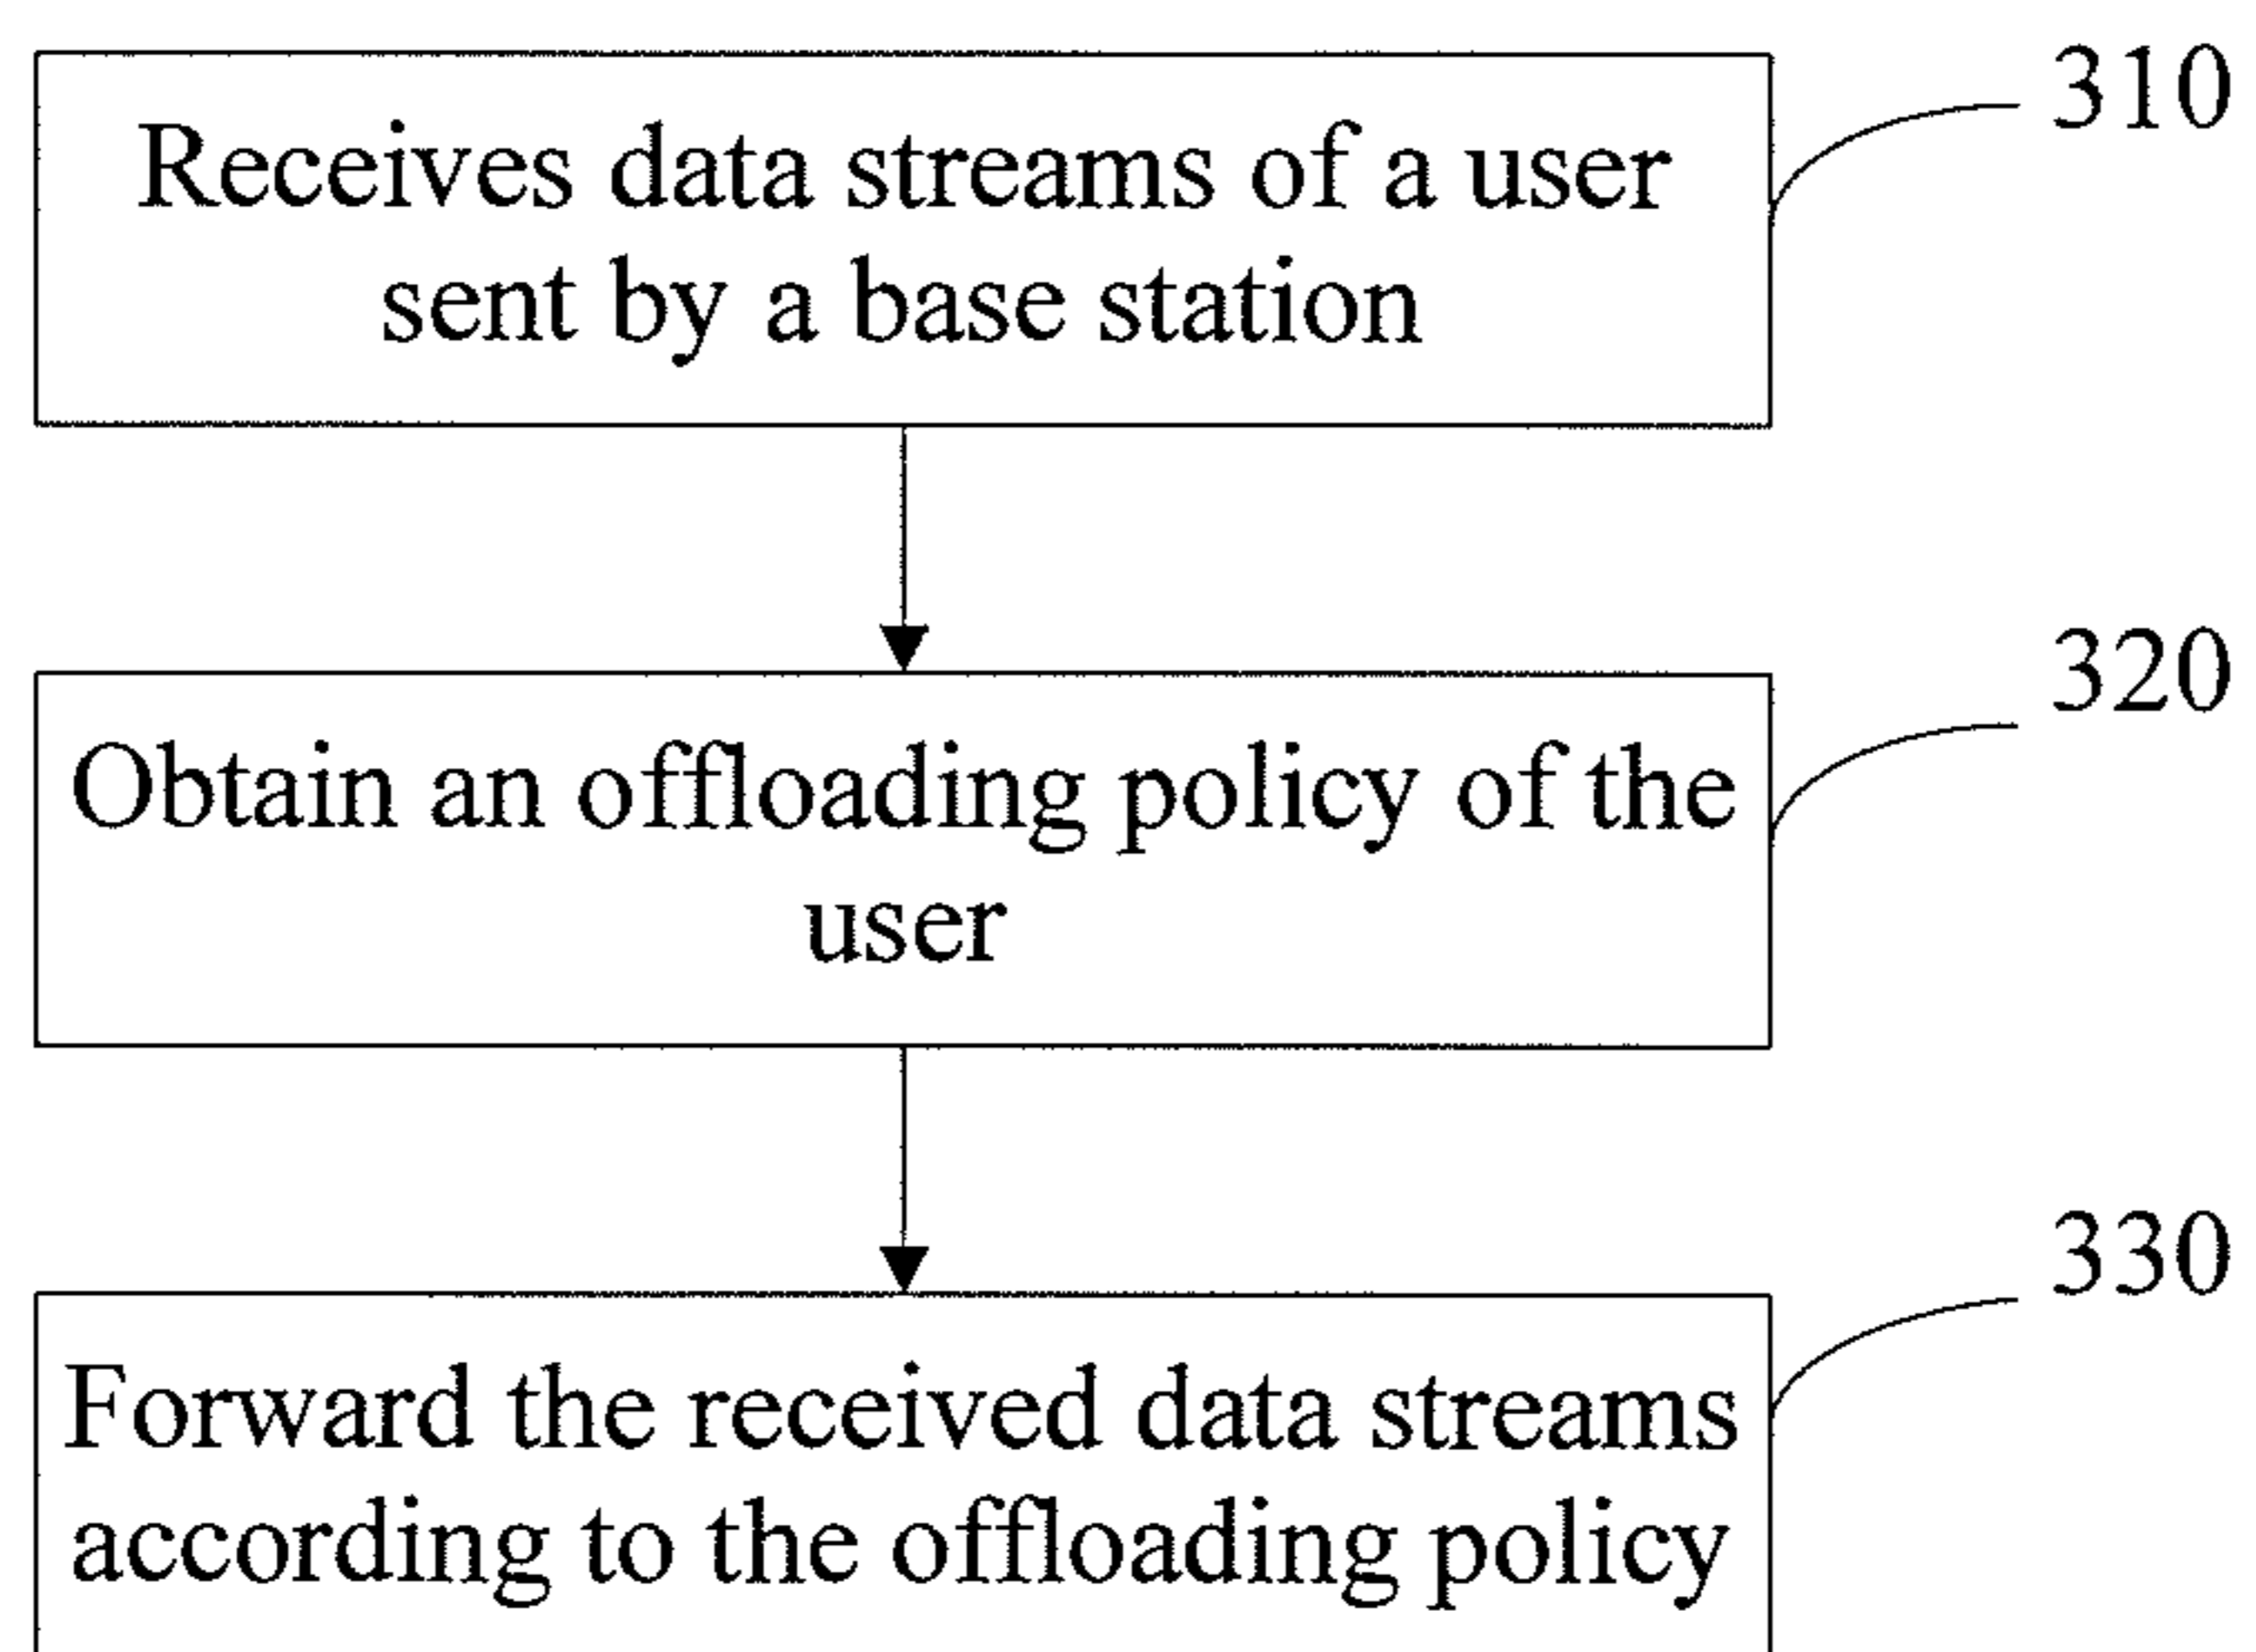 310
Receives data streams of a user
sent by a base station
320
Obtain an offloading policy of the
user
330
Forward the received data streams
according to the offloading policy